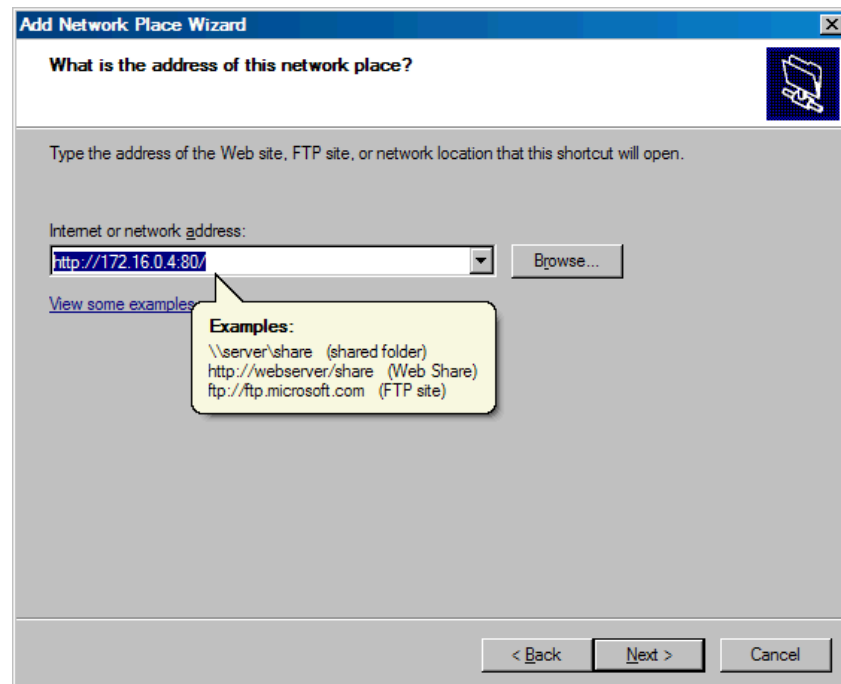 Add Network Place Wizard
What is the address of this network place?
Type the address of the Web site, FTP site, or network location that this shortcut will open.
Internet or network address:
http://172.16.0.4:80/
Browse...
View some examples
Examples:
\\server\share (shared folder)
http://webserver/share (Web Share)
ftp://ftp.microsoft.com (FTP site)
< Back
Next >
Cancel